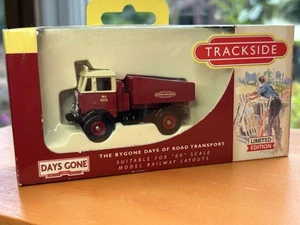 TRACKSIDE
LIMITED
EDITION
DAYS GONE
THE BYGONE DAYS OF ROAD TRANSPORT
SUITABLE FOR "00" SCALE
MODEL RAILWAY LAYOUTS